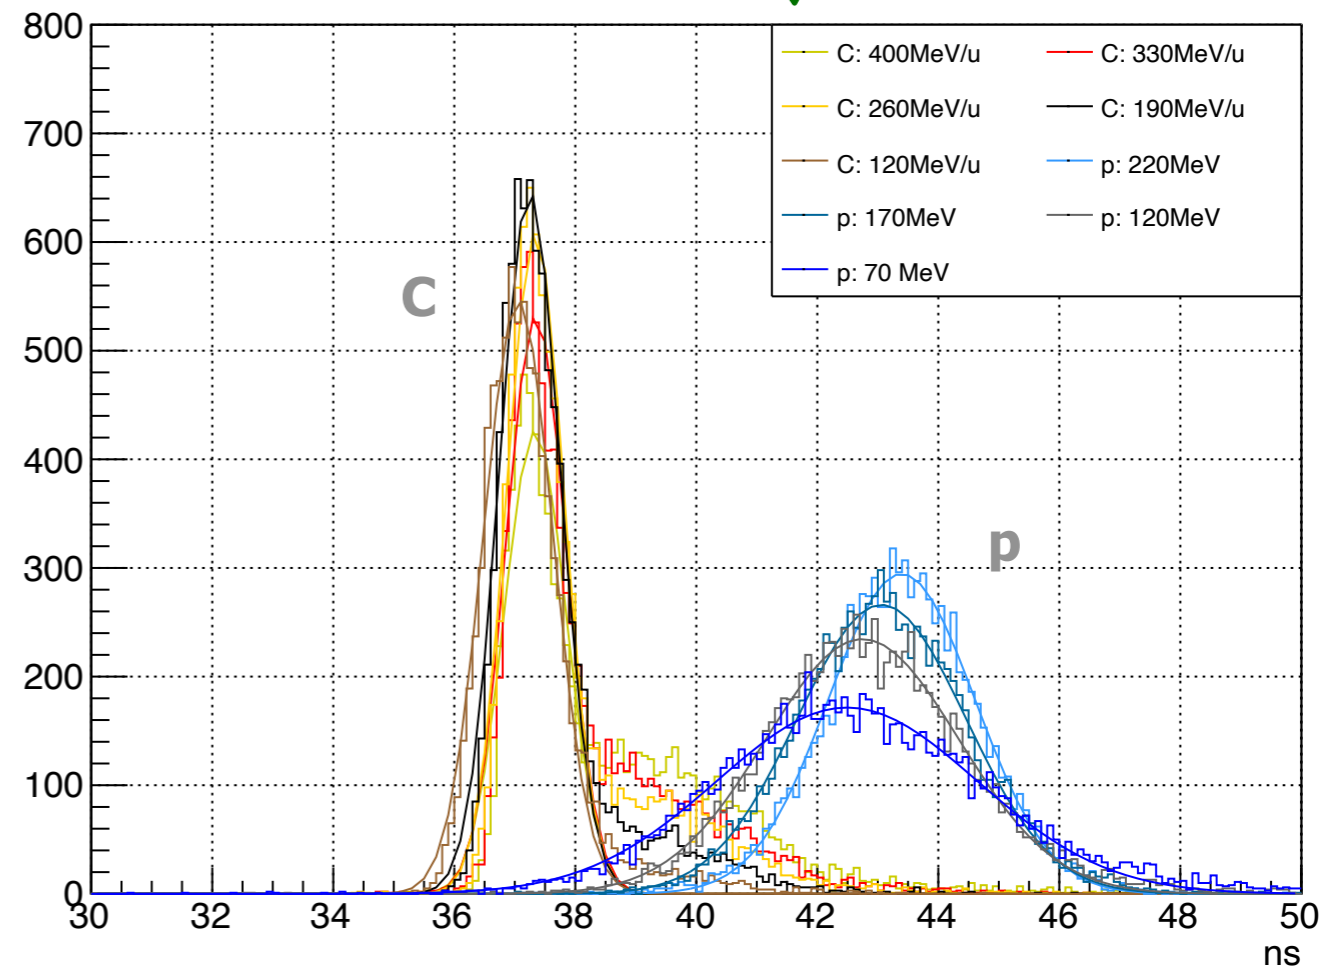 800
700
600
500
400
300
200
100
0
C: 400MeV/u C: 330MeV/u
C: 260MeV/u C: 190MeV/u
C: 120MeV/u p: 220MeV
p: 170MeV p: 120MeV
p: 70 MeV
C
p
30 32 34 36 38 40 42 44 46 48 50
ns